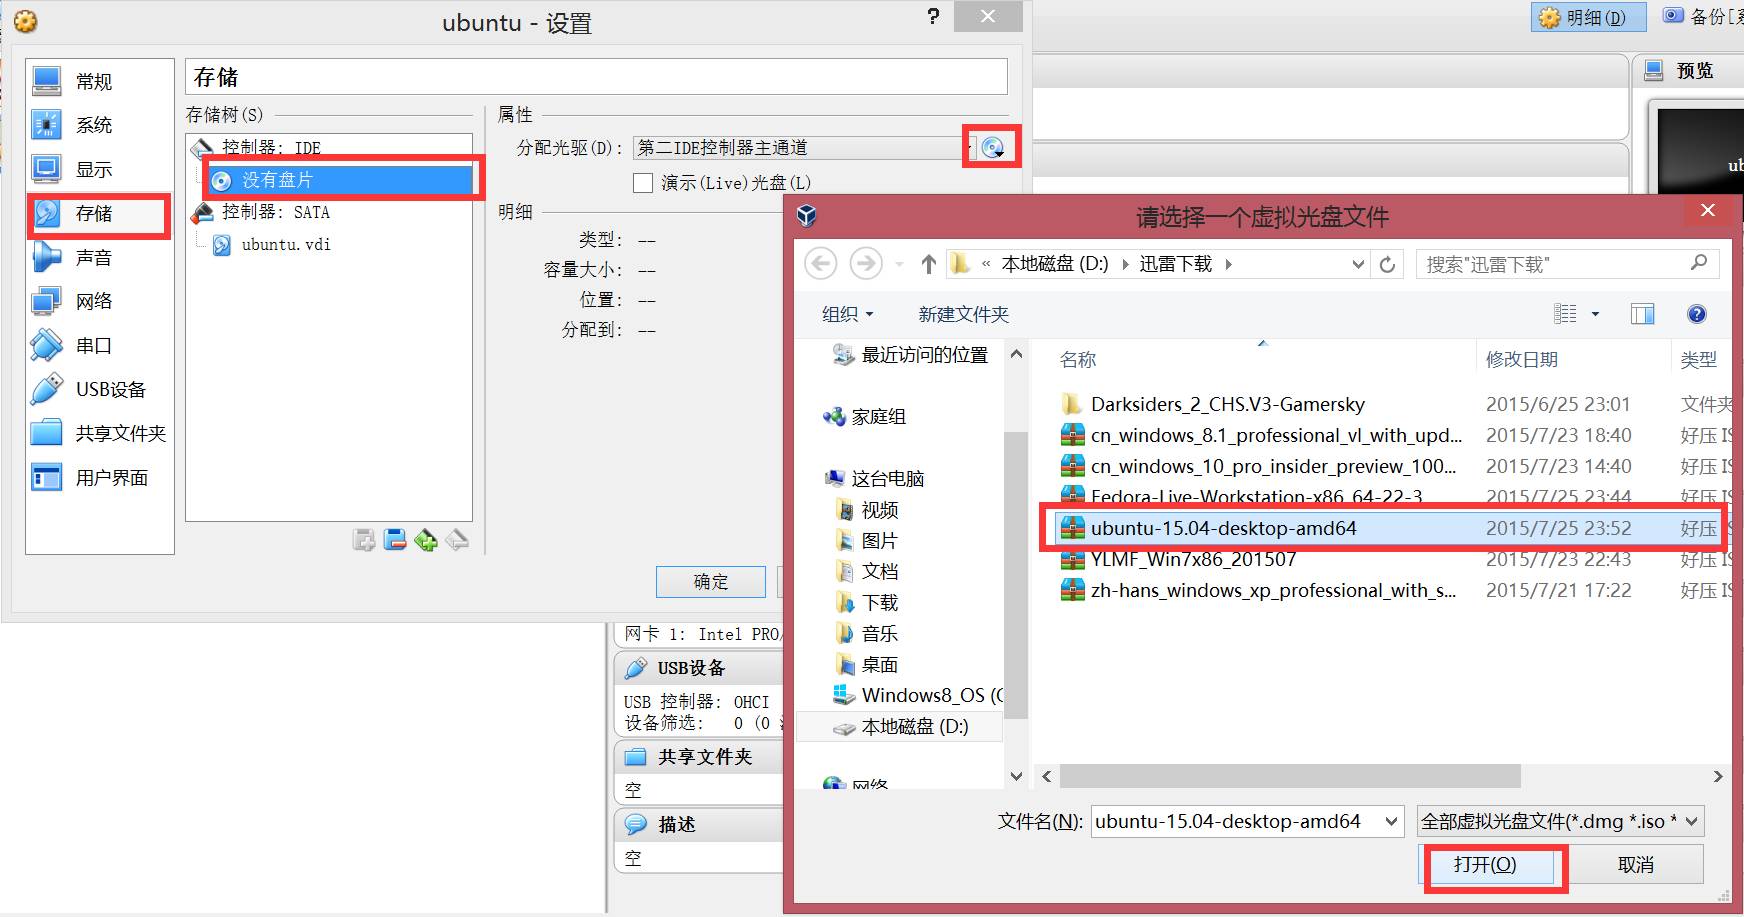 ubuntu - 设置
?
常规
系统
显示
存储
声音
网络
串口
USB设备
共享文件夹
用户界面
存储
存储树(S)
控制器: IDE
没有盘片
控制器: SATA
ubuntu.vdi
属性
分配光驱(D):
第二IDE控制器主通道
演示(Live)光盘(L)
明细
类型: --
容量大小: --
位置: --
分配到: --
确定
明细(D)
备份[系
预览
ub
网卡 1: Intel PRO/
USB设备
USB 控制器: OHCI
设备筛选: 0 (0
共享文件夹
空
描述
空
请选择一个虚拟光盘文件
« 本地磁盘 (D:) 迅雷下载
搜索"迅雷下载"
组织 新建文件夹
最近访问的位置
家庭组
这台电脑
视频
图片
文档
下载
音乐
桌面
Windows8_OS (C
本地磁盘 (D:)
网络
名称 修改日期 类型
Darksiders_2_CHS.V3-Gamersky 2015/6/25 23:01 文件夹
cn_windows_8.1_professional_vl_with_upd... 2015/7/23 18:40 好压 IS
cn_windows_10_pro_insider_preview_100... 2015/7/23 14:40 好压 IS
Fedora-Live-Workstation-x86_64-22-3 2015/7/25 23:44 好压 IS
ubuntu-15.04-desktop-amd64 2015/7/25 23:52 好压 IS
YLMF_Win7x86_201507 2015/7/23 22:43 好压 IS
zh-hans_windows_xp_professional_with_s... 2015/7/21 17:22 好压 IS
文件名(N): ubuntu-15.04-desktop-amd64
全部虚拟光盘文件(*.dmg *.iso *
打开(O)
取消